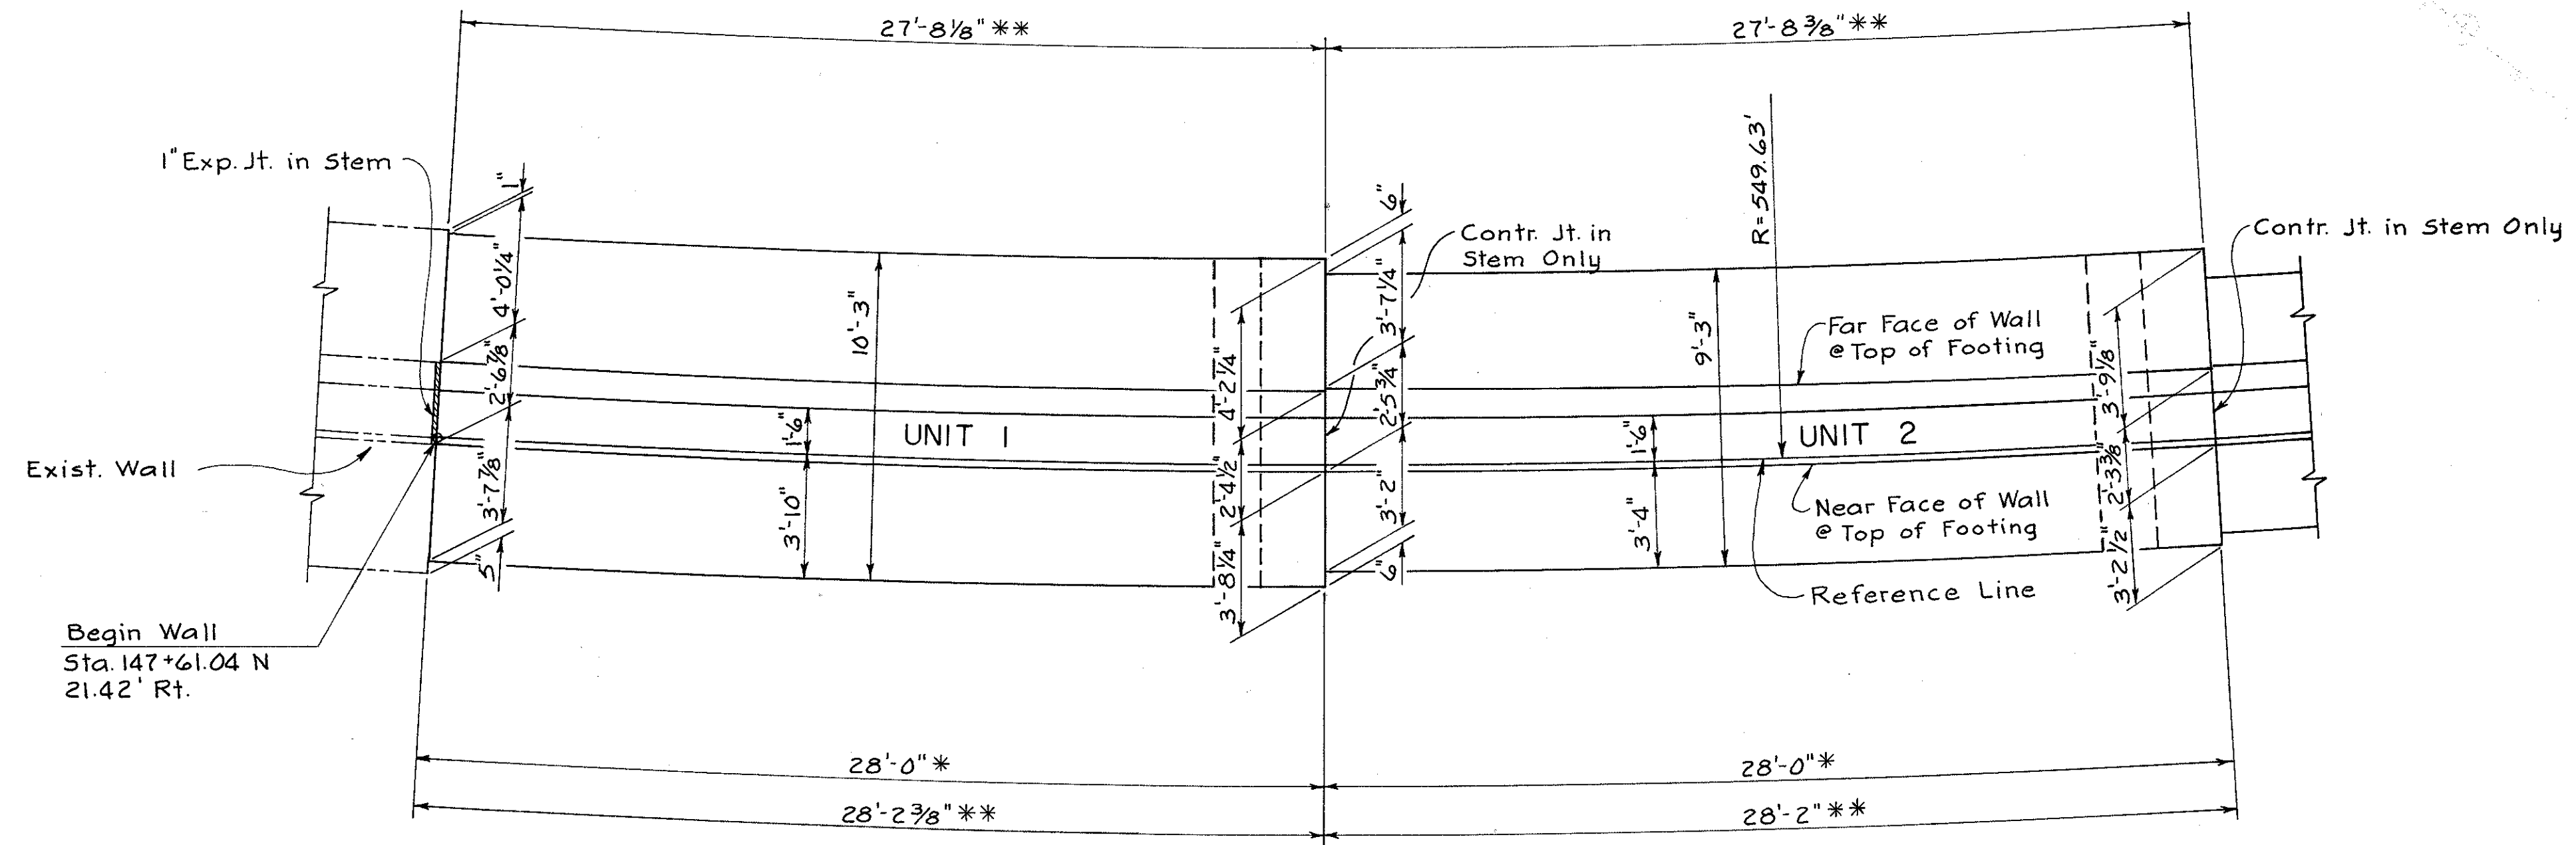 27'-8 1/8" **
27'-8 3/8" **
1" Exp. Jt. in Stem
1"
4'-0 1/4"
2'-6 7/8"
3'-7 7/8"
5"
10'-3"
1'-6"
3'-10"
UNIT 1
4'-2 1/4"
2'-4 1/2"
3'-8 1/4"
6"
3'-7 1/4"
2'-5 3/4"
3'-2"
6"
Contr. Jt. in
Stem Only
R=549.63'
1'-6"
3'-4"
9'-3"
UNIT 2
Far Face of Wall
@ Top of Footing
Near Face of Wall
@ Top of Footing
Reference Line
3'-9 1/8"
2'-3 3/8"
3'-2 1/2"
Contr. Jt. in Stem Only
Exist. Wall
Begin Wall
Sta. 147+61.04 N
21.42' Rt.
28'-0" *
28'-0" *
28'-2 3/8" **
28'-2" **